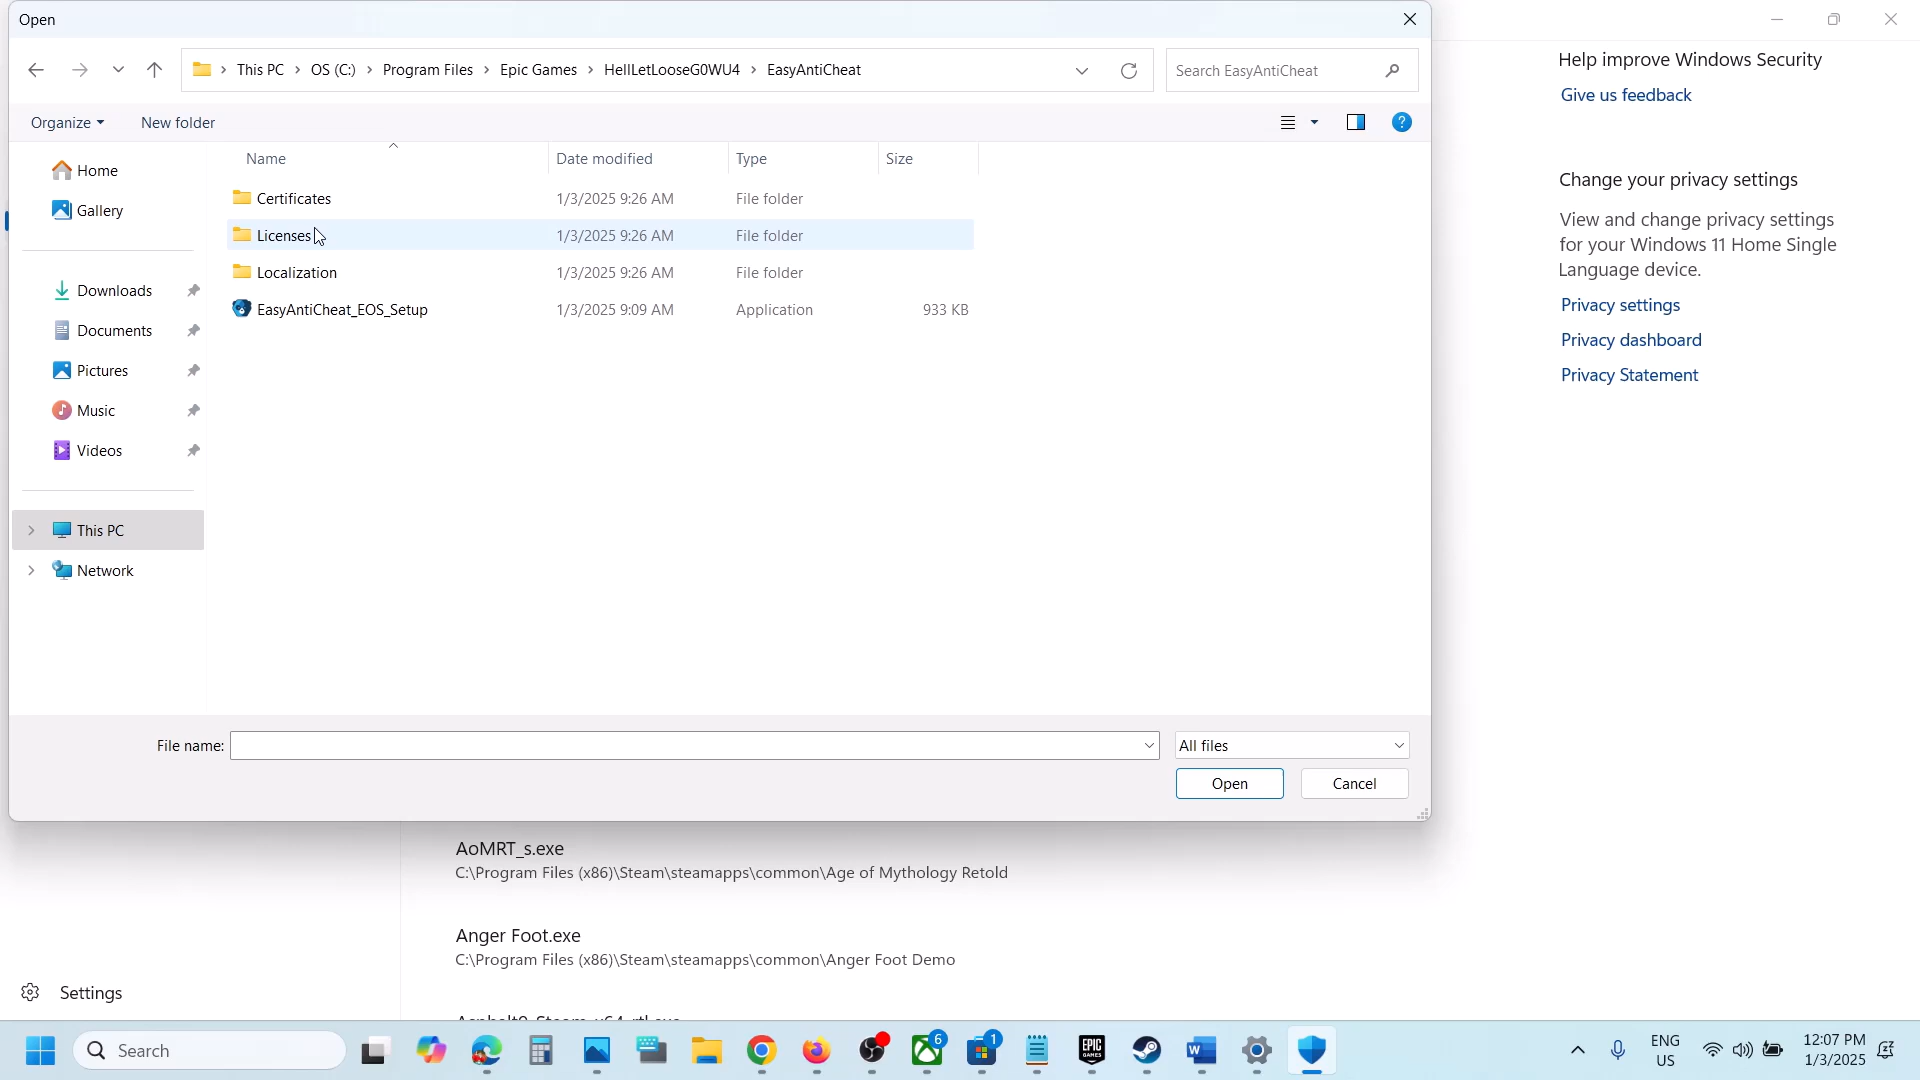 Open
This PC > OS (C:) > Program Files > Epic Games > HellLetLooseG0WU4 > EasyAntiCheat
Search EasyAntiCheat
Organize
New folder
Home
Gallery
Downloads
Documents
Pictures
Music
Videos
This PC
Network
Name
Date modified
Type
Size
Certificates 1/3/2025 9:26 AM File folder
Licenses 1/3/2025 9:26 AM File folder
Localization 1/3/2025 9:26 AM File folder
EasyAntiCheat_EOS_Setup 1/3/2025 9:09 AM Application 933 KB
File name:
All files
Open
Cancel
Help improve Windows Security
Give us feedback
Change your privacy settings
View and change privacy settings
for your Windows 11 Home Single
Language device.
Privacy settings
Privacy dashboard
Privacy Statement
AoMRT_s.exe
C:\Program Files (x86)\Steam\steamapps\common\Age of Mythology Retold
Anger Foot.exe
C:\Program Files (x86)\Steam\steamapps\common\Anger Foot Demo
Settings
Search
EPIC
GAMES
6
1
W
ENG
US
12:07 PM
1/3/2025